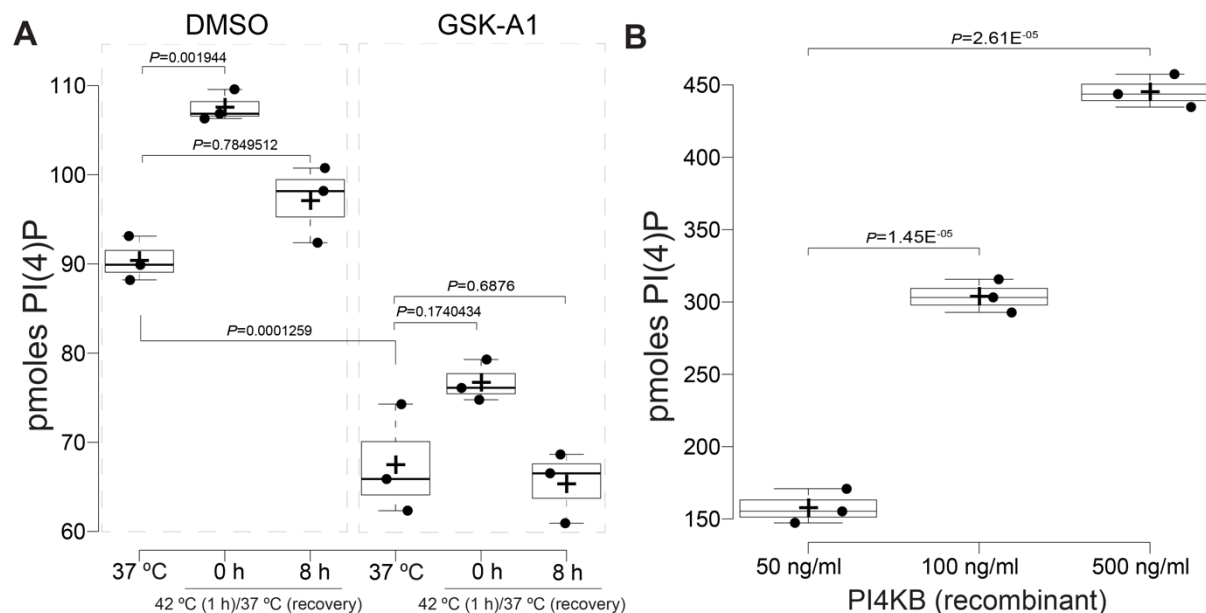 A
DMSO
GSK-A1
pmoles PI(4)P
110
100
90
80
70
60
P=0.001944
P=0.7849512
P=0.0001259
P=0.6876
P=0.1740434
37 ºC
0 h
8 h
37 ºC
0 h
8 h
42 ºC (1 h)/37 ºC (recovery)
42 ºC (1 h)/37 ºC (recovery)
B
pmoles PI(4)P
450
400
350
300
250
200
150
P=2.61E-05
P=1.45E-05
50 ng/ml
100 ng/ml
500 ng/ml
PI4KB (recombinant)